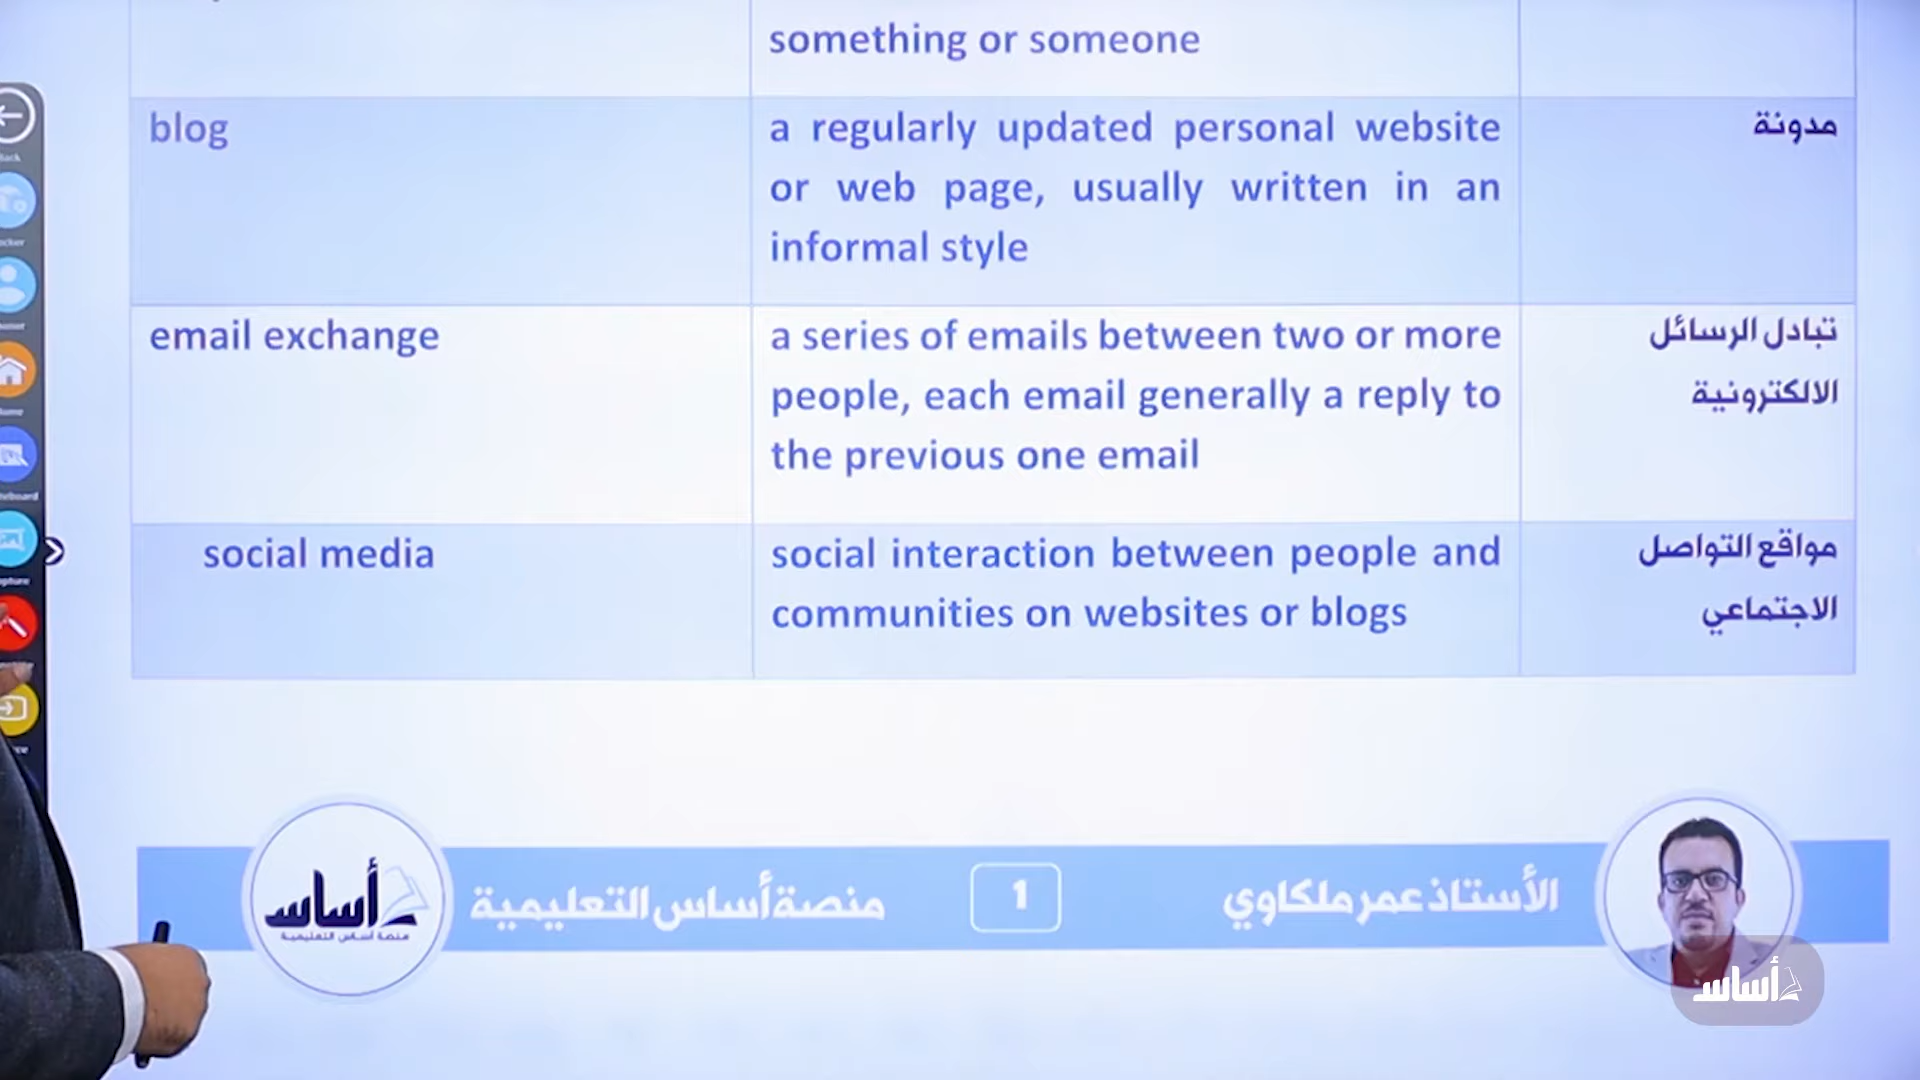 something or someone
blog
a regularly updated personal website
or web page, usually written in an
informal style
مدونة
email exchange
a series of emails between two or more
people, each email generally a reply to
the previous one email
تبادل الرسائل
الالكترونية
social media
social interaction between people and
communities on websites or blogs
مواقع التواصل
الاجتماعي
أساس
منصة أساس التعليمية
منصة أساس التعليمية
1
الأستاذ عمر ملكاوي
أساس